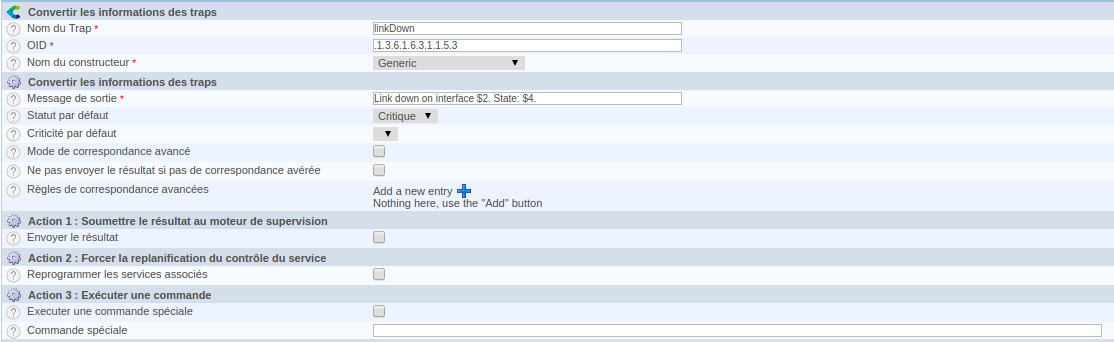 Convertir les informations des traps
Nom du Trap * linkDown
OID * .1.3.6.1.6.3.1.1.5.3
Nom du constructeur * Generic
Convertir les informations des traps
Message de sortie * Link down on interface $2. State: $4.
Statut par défaut Critique
Criticité par défaut
Mode de correspondance avancé
Ne pas envoyer le résultat si pas de correspondance avérée
Règles de correspondance avancées Add a new entry
Nothing here, use the "Add" button
Action 1 : Soumettre le résultat au moteur de supervision
Envoyer le résultat
Action 2 : Forcer la replanification du contrôle du service
Reprogrammer les services associés
Action 3 : Exécuter une commande
Executer une commande spéciale
Commande spéciale